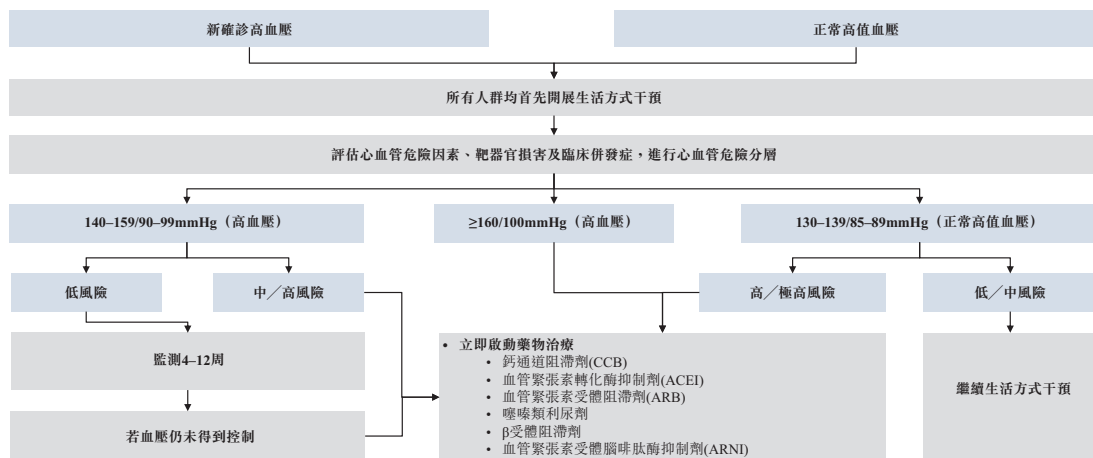 新確診高血壓
正常高值血壓
所有人群均首先開展生活方式干預
評估心血管危險因素、靶器官損害及臨床併發症，進行心血管危險分層
140–159/90–99mmHg（高血壓）
≥160/100mmHg（高血壓）
130–139/85–89mmHg（正常高值血壓）
低風險
中／高風險
高／極高風險
低／中風險
監測4–12周
若血壓仍未得到控制
• 立即啟動藥物治療
• 鈣通道阻滯劑(CCB)
• 血管緊張素轉化酶抑制劑(ACEI)
• 血管緊張素受體阻滯劑(ARB)
• 噻嗪類利尿劑
• β受體阻滯劑
• 血管緊張素受體腦啡肽酶抑制劑(ARNI)
繼續生活方式干預